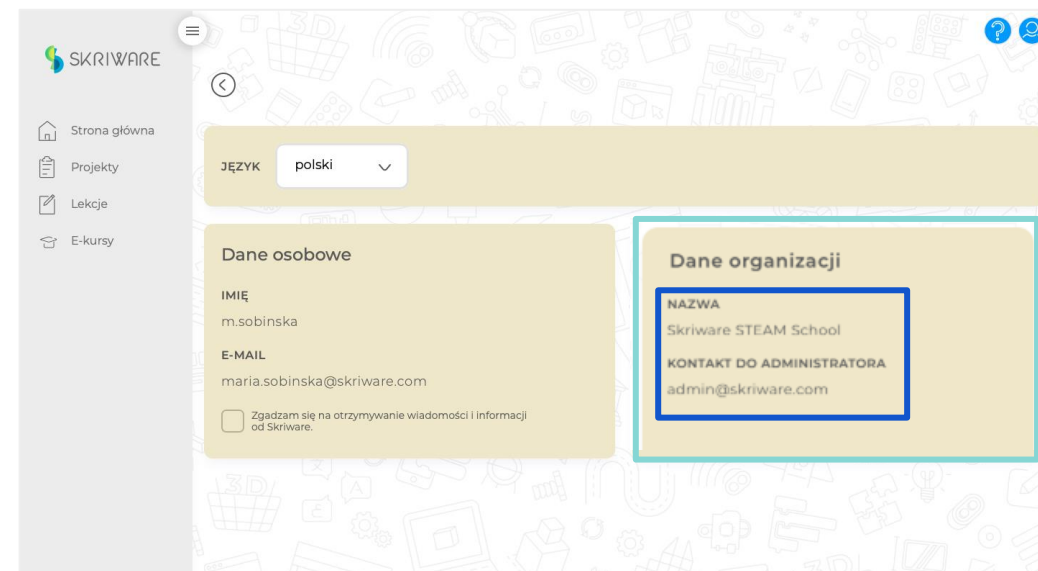 SKRIWARE
Strona główna
Projekty
Lekcje
E-kursy
JĘZYK polski
Dane osobowe
IMIĘ
m.sobinska
E-MAIL
maria.sobinska@skriware.com
Zgadzam się na otrzymywanie wiadomości i informacji
od Skriware.
Dane organizacji
NAZWA
Skriware STEAM School
KONTAKT DO ADMINISTRATORA
admin@skriware.com